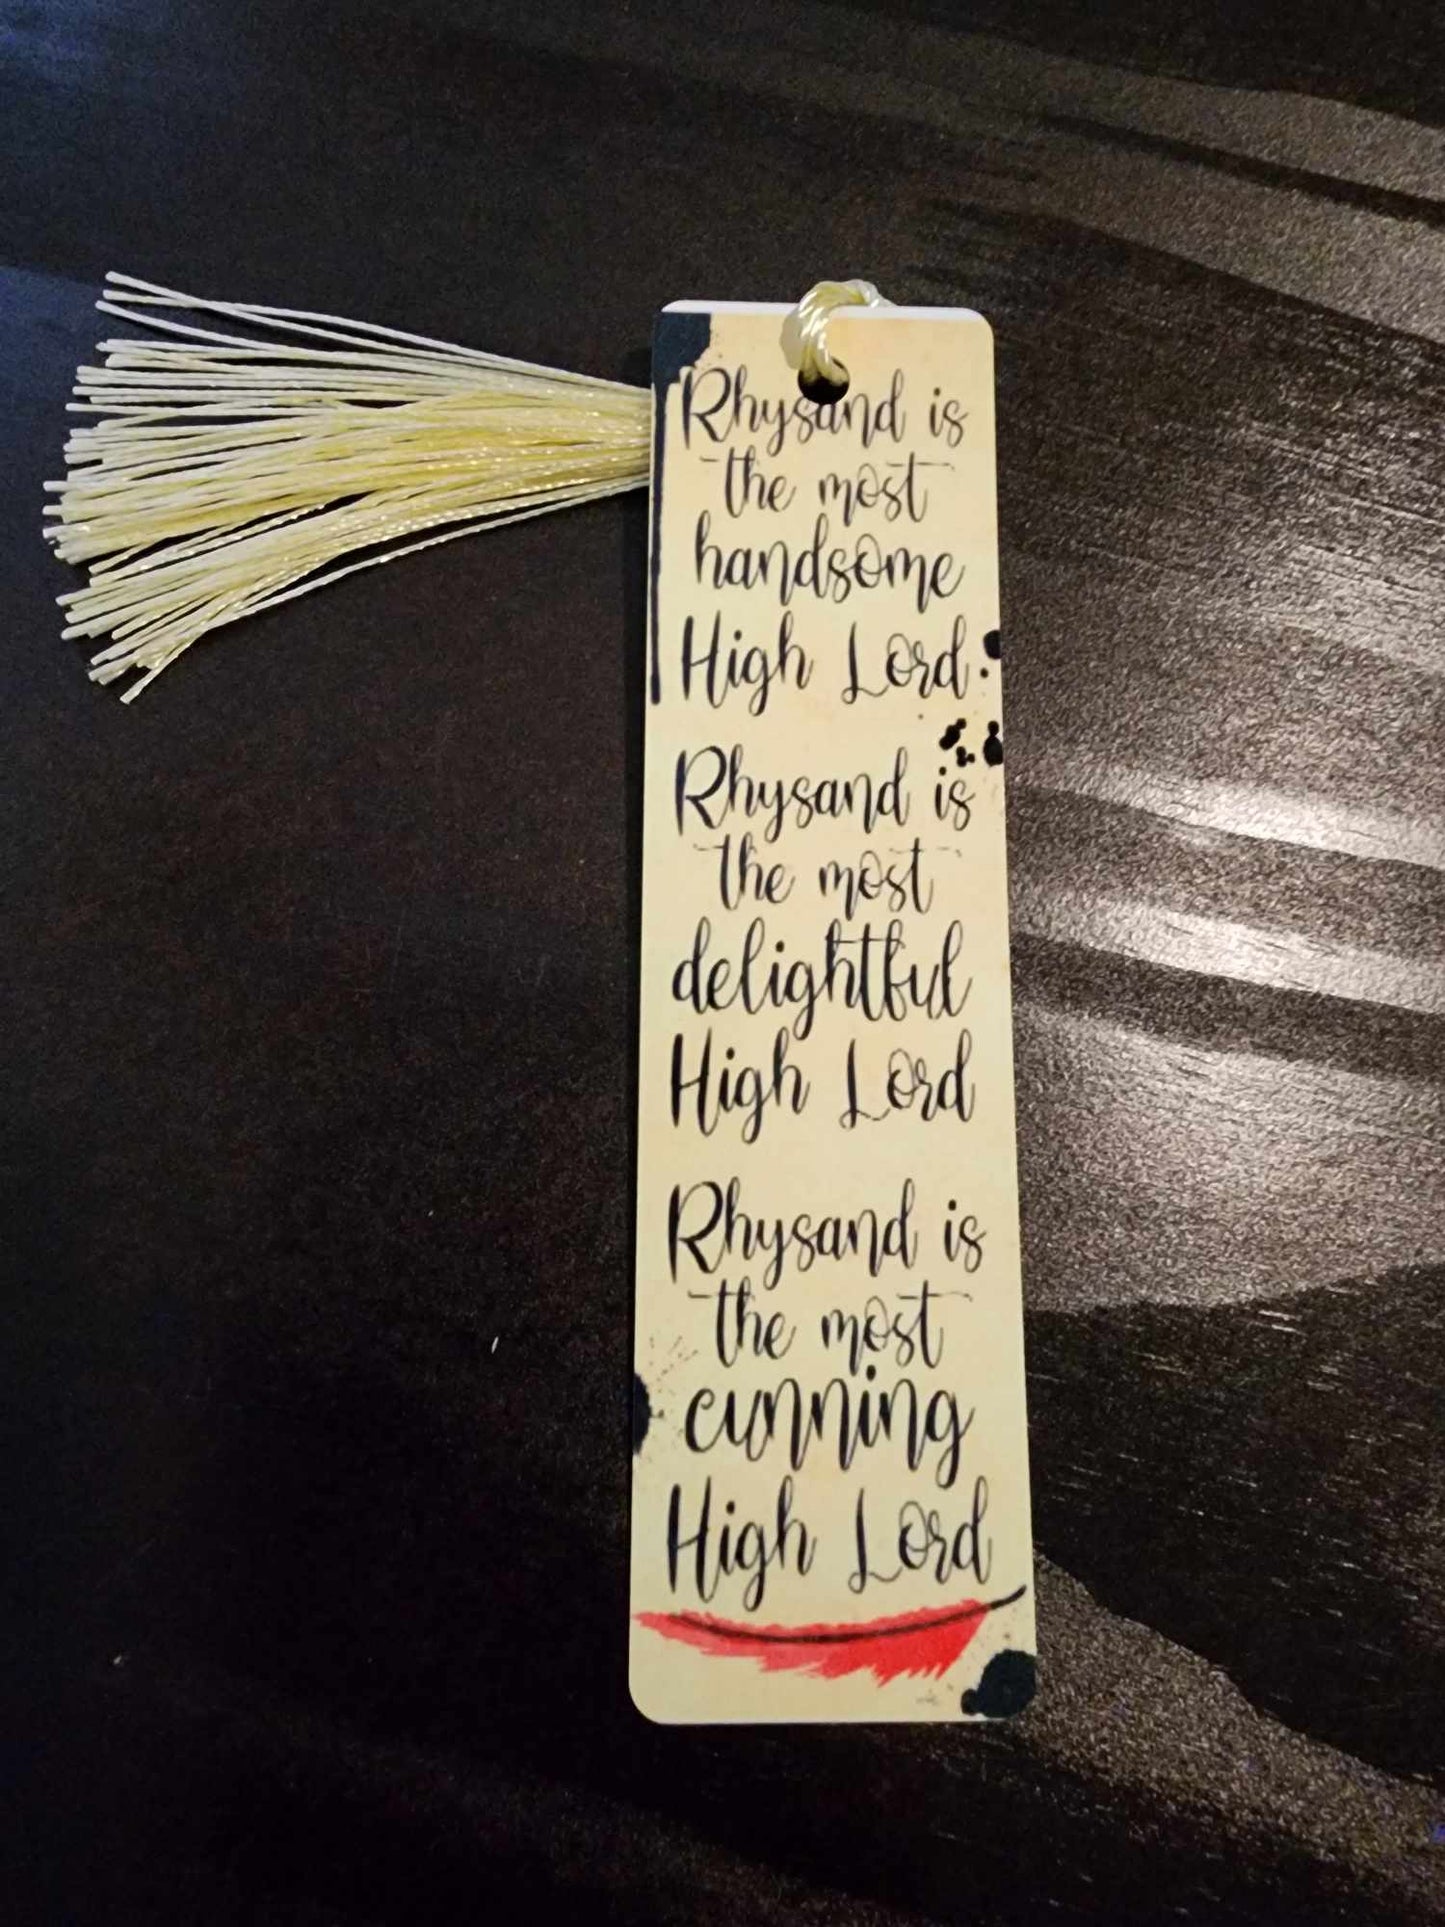 Rhysand is
the most
handsome
High Lord.
Rhysand is
the most
delightful
High Lord
Rhysand is
the most
cunning
High Lord